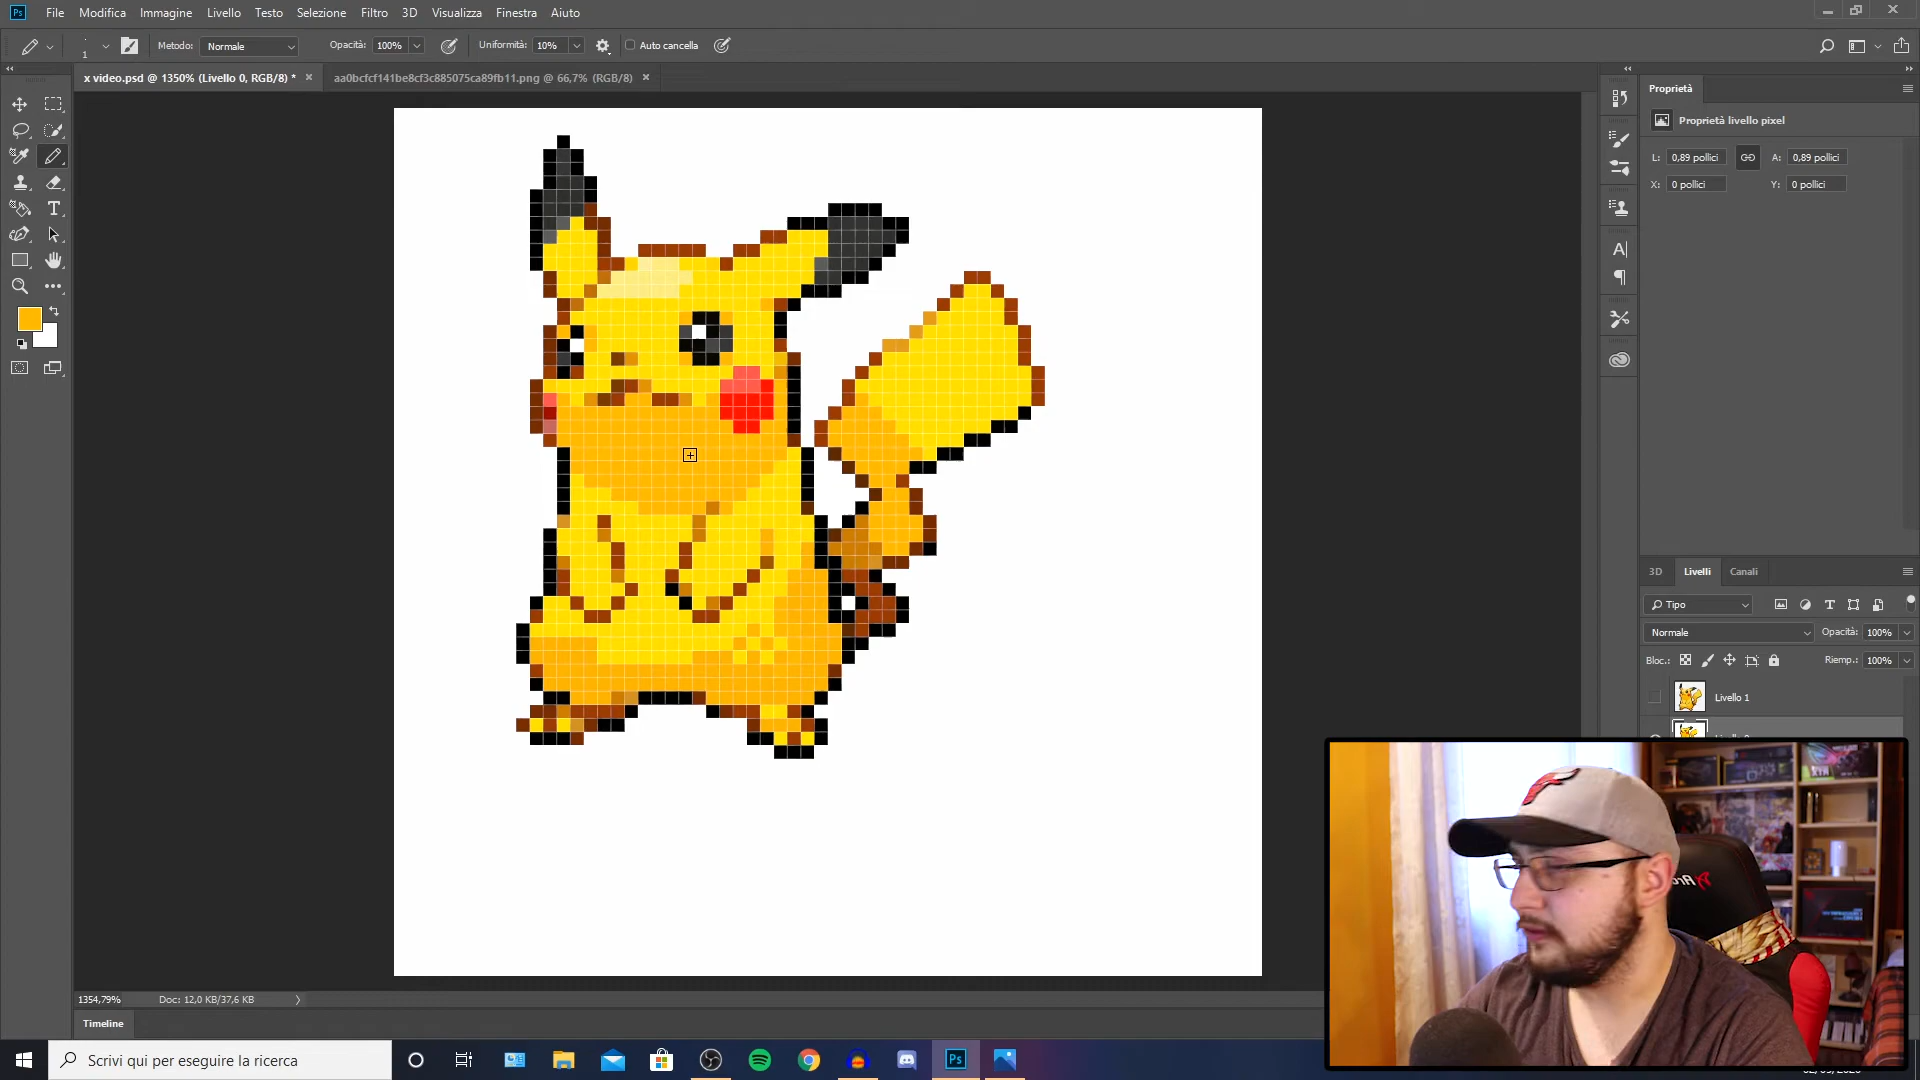 Ps File Modifica Immagine Livello Testo Selezione Filtro 3D Visualizza Finestra Aiuto
1 Metodo: Normale Opacità: 100% Uniformità: 10% Auto cancella
x video.psd @ 1350% (Livello 0, RGB/8) * aa0bcfcf141be8cf3c885075ca89fb11.png @ 66,7% (RGB/8)
Proprietà
Proprietà livello pixel
L: 0,89 pollici A: 0,89 pollici
X: 0 pollici Y: 0 pollici
3D Livelli Canali
Tipo
Normale Opacità: 100%
Bloc.: Riemp.: 100%
Livello 1
1354,79% Doc: 12,0 KB/37,6 KB
Timeline
Scrivi qui per eseguire la ricerca
Ps